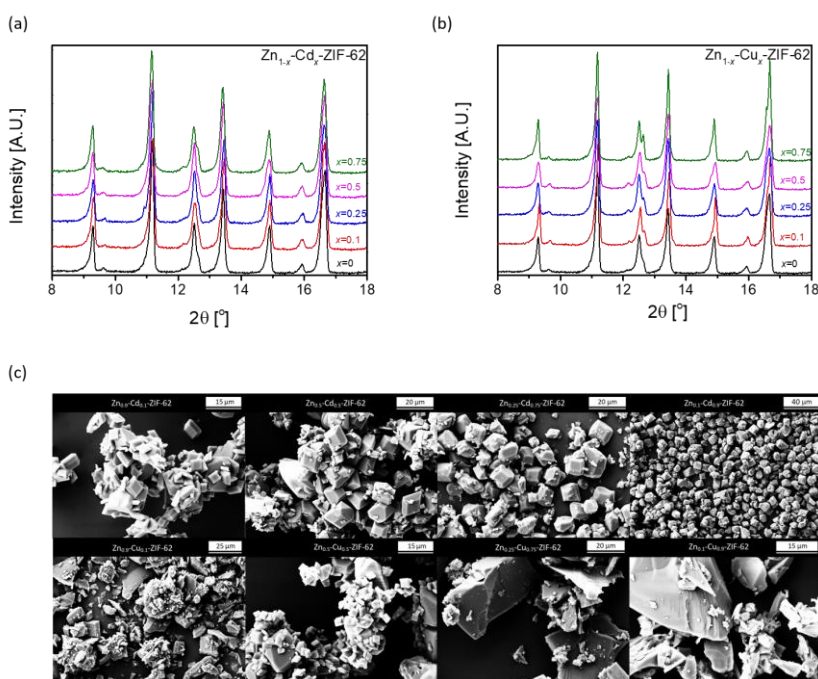 (a)
(b)
Zn1-x-Cdx-ZIF-62
Zn1-x-Cux-ZIF-62
Intensity [A.U.]
x=0.75
x=0.5
x=0.25
x=0.1
x=0
8 10 12 14 16 18
2θ [°]
Intensity [A.U.]
x=0.75
x=0.5
x=0.25
x=0.1
x=0
8 10 12 14 16 18
2θ [°]
(c)
Zn0.9-Cd0.1-ZIF-62 15 μm
Zn0.5-Cd0.5-ZIF-62 20 μm
Zn0.25-Cd0.75-ZIF-62 20 μm
Zn0.1-Cd0.9-ZIF-62 40 μm
Zn0.9-Cu0.1-ZIF-62 25 μm
Zn0.5-Cu0.5-ZIF-62 15 μm
Zn0.25-Cu0.75-ZIF-62 20 μm
Zn0.1-Cu0.9-ZIF-62 15 μm